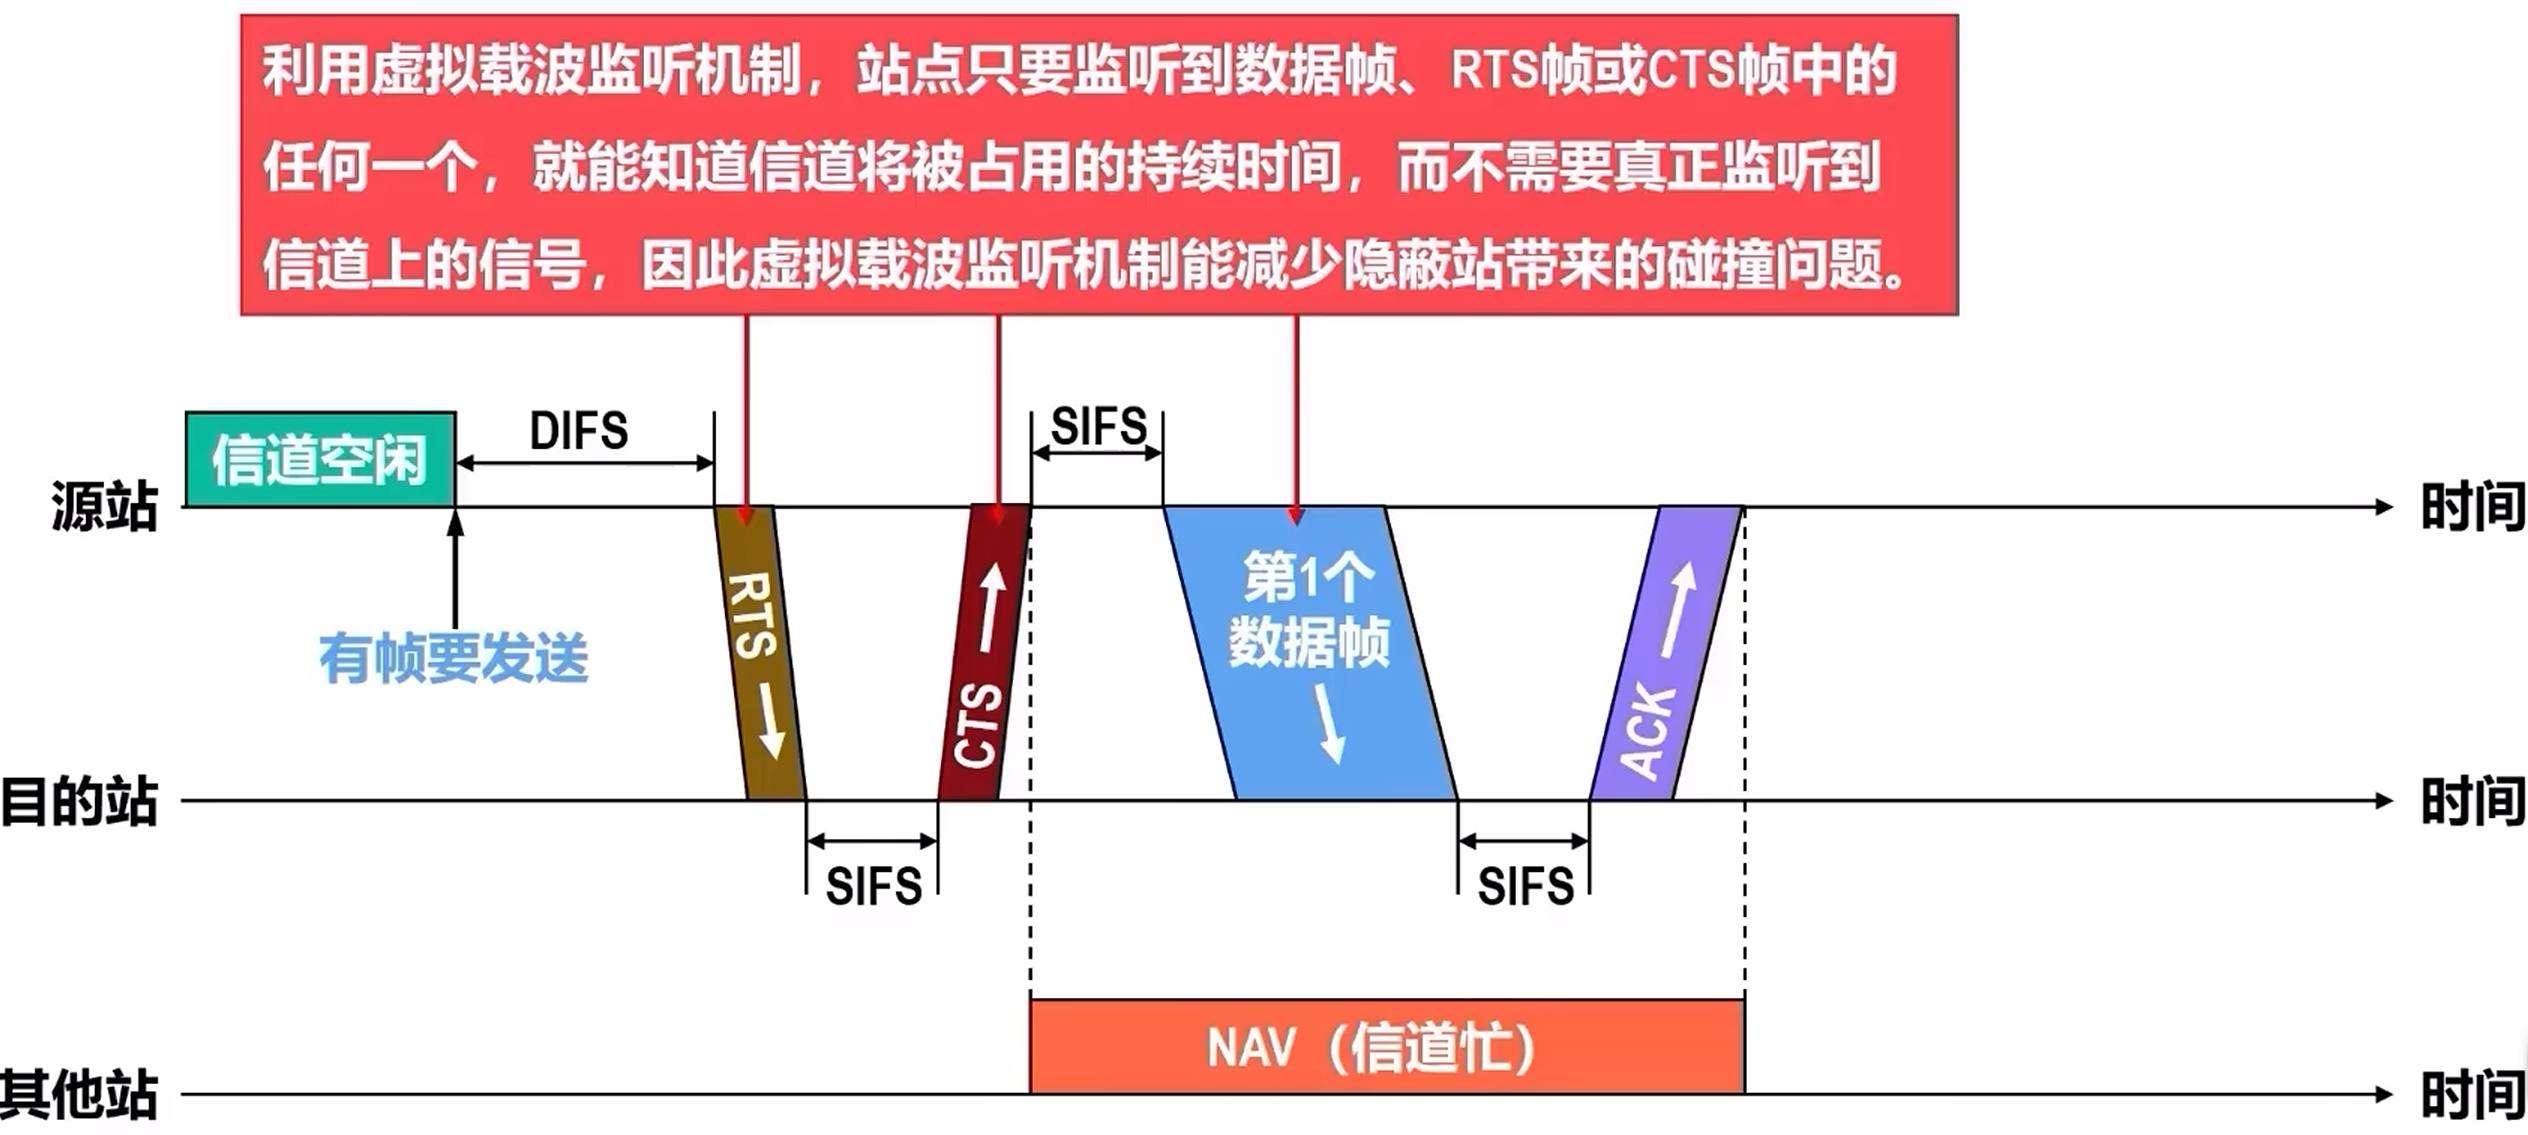 利用虚拟载波监听机制，站点只要监听到数据帧、RTS帧或CTS帧中的
任何一个，就能知道信道将被占用的持续时间，而不需要真正监听到
信道上的信号，因此虚拟载波监听机制能减少隐蔽站带来的碰撞问题。
DIFS
SIFS
信道空闲
源站
时间
有帧要发送
RTS
CTS
第1个
数据帧
ACK
目的站
时间
SIFS
SIFS
NAV（信道忙）
其他站
时间